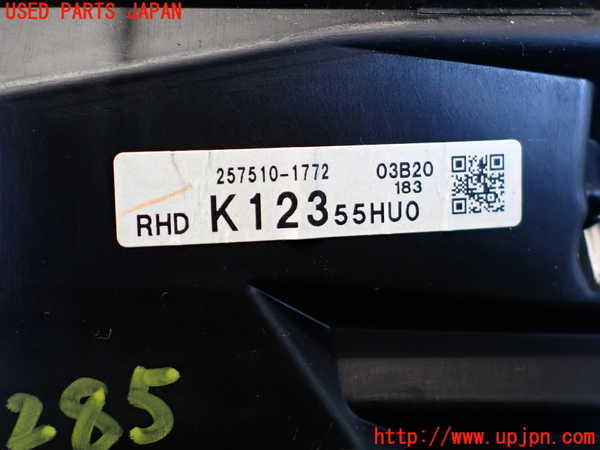 USED PARTS JAPAN
257510-1772 03B20
183
RHD K123 55HU0
285
http://www.upjpn.com/